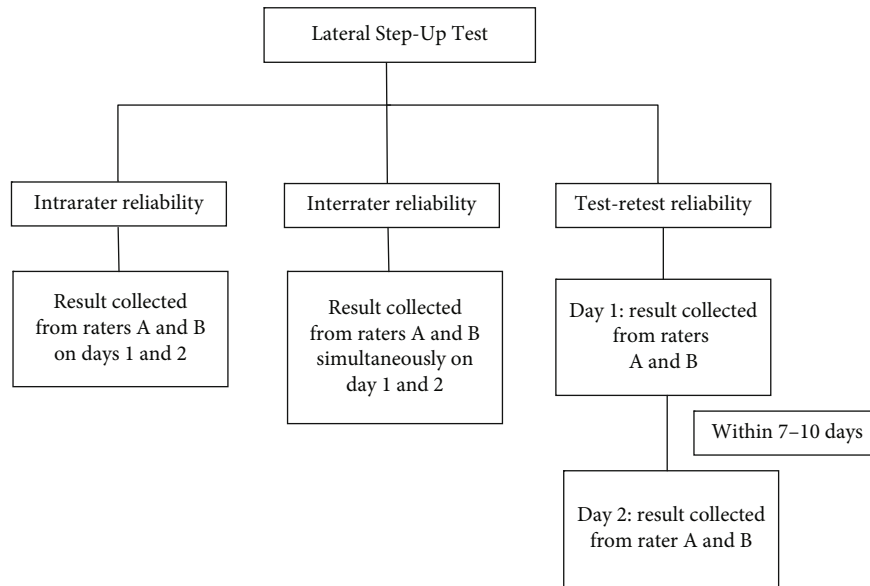 Lateral Step-Up Test
Intrarater reliability
Interrater reliability
Test-retest reliability
Result collected
from raters A and B
on days 1 and 2
Result collected
from raters A and B
simultaneously on
day 1 and 2
Day 1: result collected
from raters
A and B
Within 7–10 days
Day 2: result collected
from rater A and B